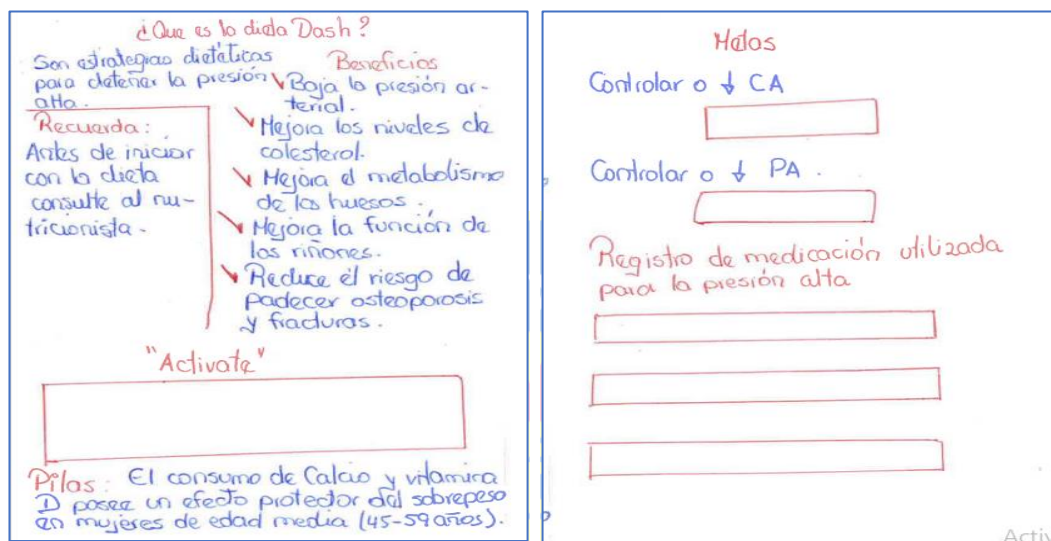 ¿Que es la dieta Dash?
Son estrategias dietéticas
para detener la presión
alta.
Recuerda:
Antes de iniciar
con la dieta
consulte al nu-
tricionista.
Beneficios
Baja la presión ar-
terial.
Mejora los niveles de
colesterol.
Mejora el metabolismo
de los huesos.
Mejora la función de
los riñones.
Reduce el riesgo de
padecer osteoporosis
y fracturas.
"Activate"
Pilas: El consumo de Calcio y vitamina
D posee un efecto protector del sobrepeso
en mujeres de edad media (45-59 años).
Metas
Controlar o ↓ CA
Controlar o ↓ PA.
Registro de medicación utilizada
para la presión alta
Activ